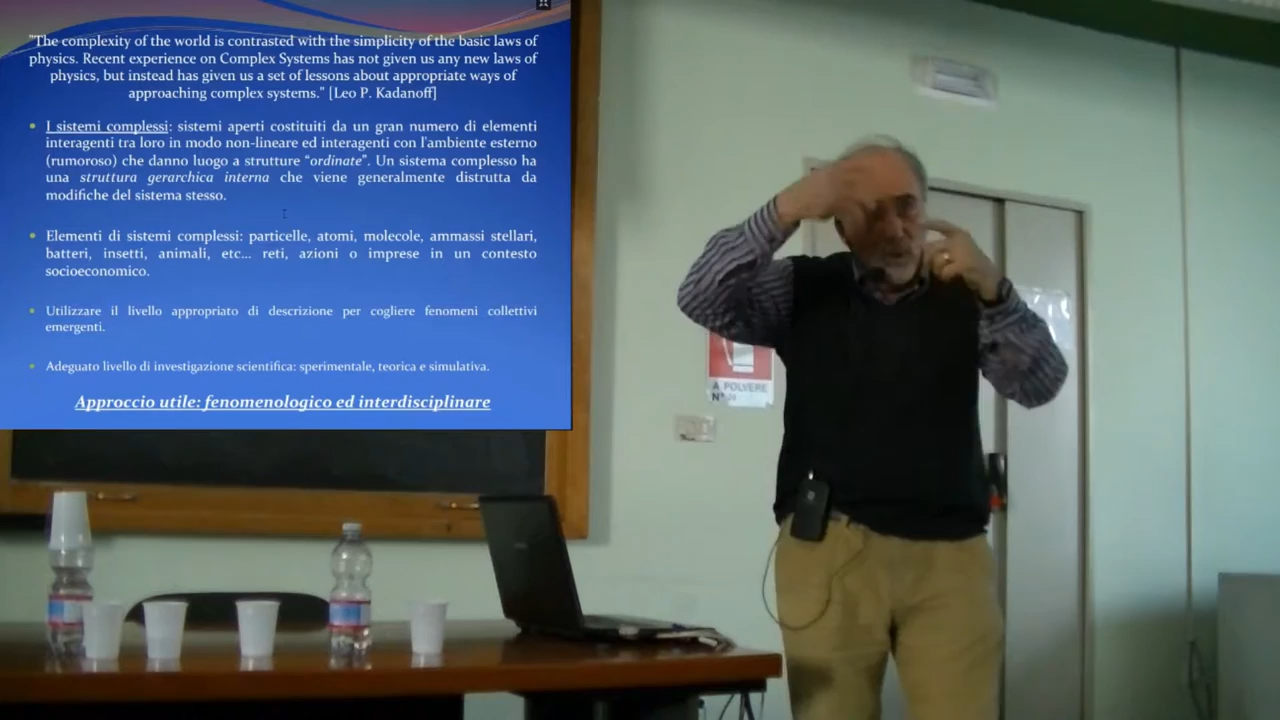 "The complexity of the world is contrasted with the simplicity of the basic laws of
physics. Recent experience on Complex Systems has not given us any new laws of
physics, but instead has given us a set of lessons about appropriate ways of
approaching complex systems." [Leo P. Kadanoff]
• I sistemi complessi: sistemi aperti costituiti da un gran numero di elementi
interagenti tra loro in modo non-lineare ed interagenti con l'ambiente esterno
(rumoroso) che danno luogo a strutture "ordinate". Un sistema complesso ha
una struttura gerarchica interna che viene generalmente distrutta da
modifiche del sistema stesso.
• Elementi di sistemi complessi: particelle, atomi, molecole, ammassi stellari,
batteri, insetti, animali, etc... reti, azioni o imprese in un contesto
socioeconomico.
• Utilizzare il livello appropriato di descrizione per cogliere fenomeni collettivi
emergenti.
• Adeguato livello di investigazione scientifica: sperimentale, teorica e simulativa.
Approccio utile: fenomenologico ed interdisciplinare
A POLVERE
N°